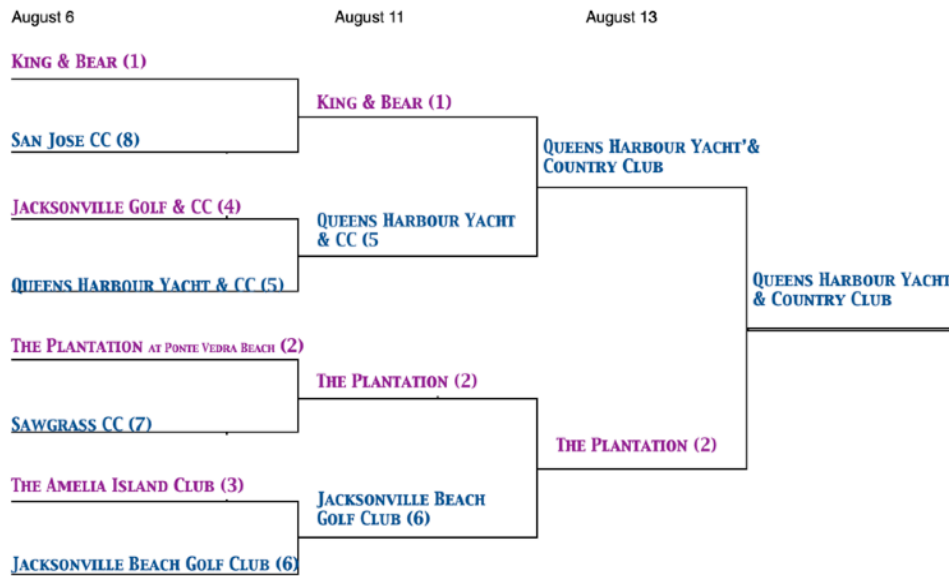 August 6
August 11
August 13
King & Bear (1)
San Jose CC (8)
Jacksonville Golf & CC (4)
Queens Harbour Yacht & CC (5)
The Plantation at Ponte Vedra Beach (2)
Sawgrass CC (7)
The Amelia Island Club (3)
Jacksonville Beach Golf Club (6)
King & Bear (1)
Queens Harbour Yacht
& CC (5
The Plantation (2)
Jacksonville Beach
Golf Club (6)
Queens Harbour Yacht'&
Country Club
The Plantation (2)
Queens Harbour Yacht
& Country Club